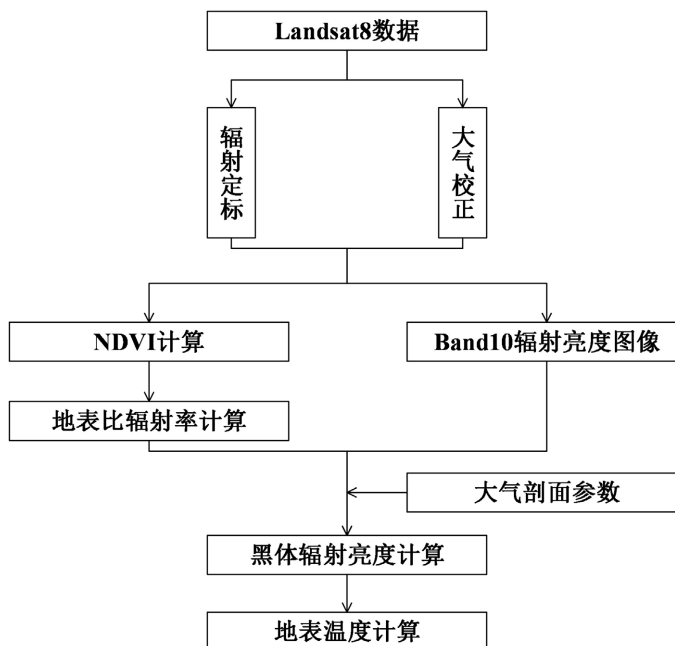 Landsat8数据
辐射定标
大气校正
NDVI计算
Band10辐射亮度图像
地表比辐射率计算
大气剖面参数
黑体辐射亮度计算
地表温度计算